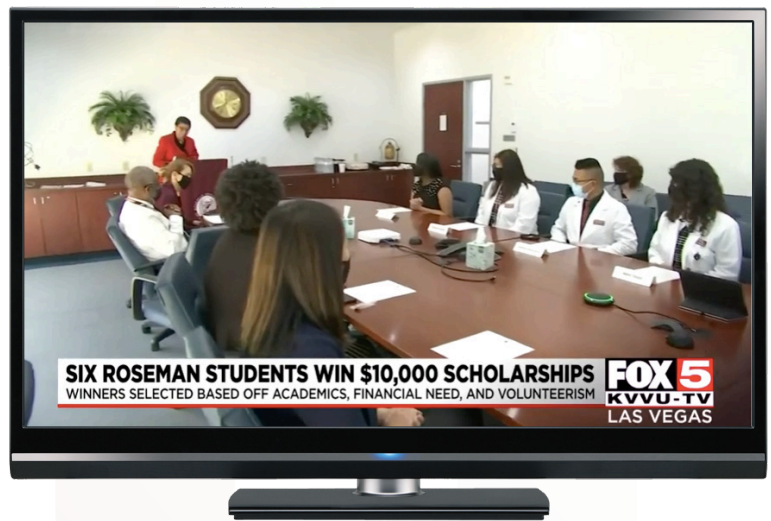 SIX ROSEMAN STUDENTS WIN $10,000 SCHOLARSHIPS
WINNERS SELECTED BASED OFF ACADEMICS, FINANCIAL NEED, AND VOLUNTEERISM
FOX 5
KVVU-TV
LAS VEGAS